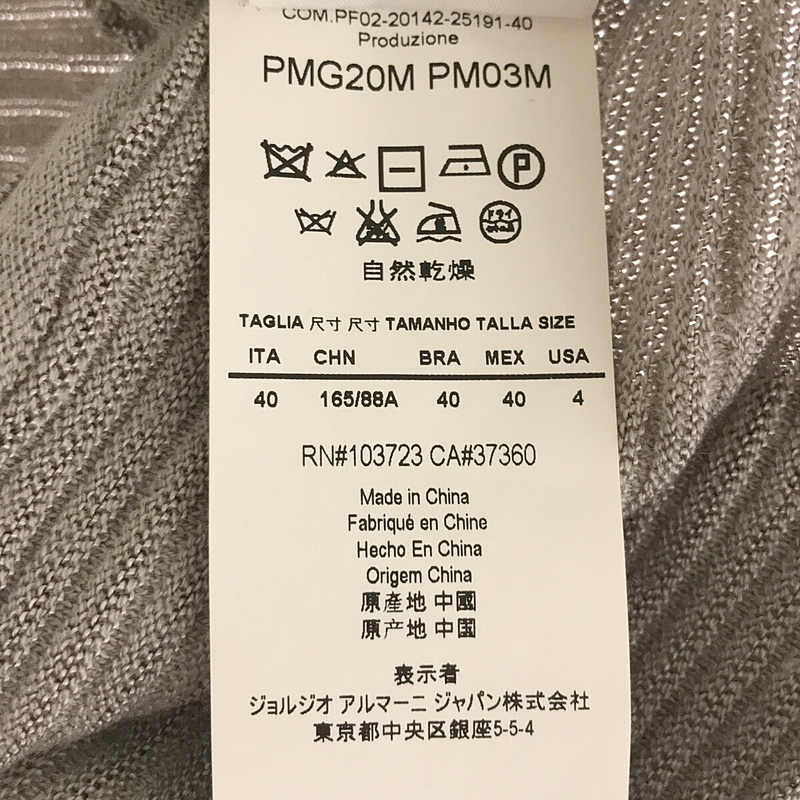 COM.PF02-20142-25191-40
Produzione
PMG20M PM03M
P
ドライ
自然乾燥
TAGLIA 尺寸 尺寸 TAMANHO TALLA SIZE
ITA CHN BRA MEX USA
40 165/88A 40 40 4
RN#103723 CA#37360
Made in China
Fabriqué en Chine
Hecho En China
Origem China
原產地 中國
原产地 中国
表示者
ジョルジオ アルマーニ ジャパン株式会社
東京都中央区銀座5-5-4